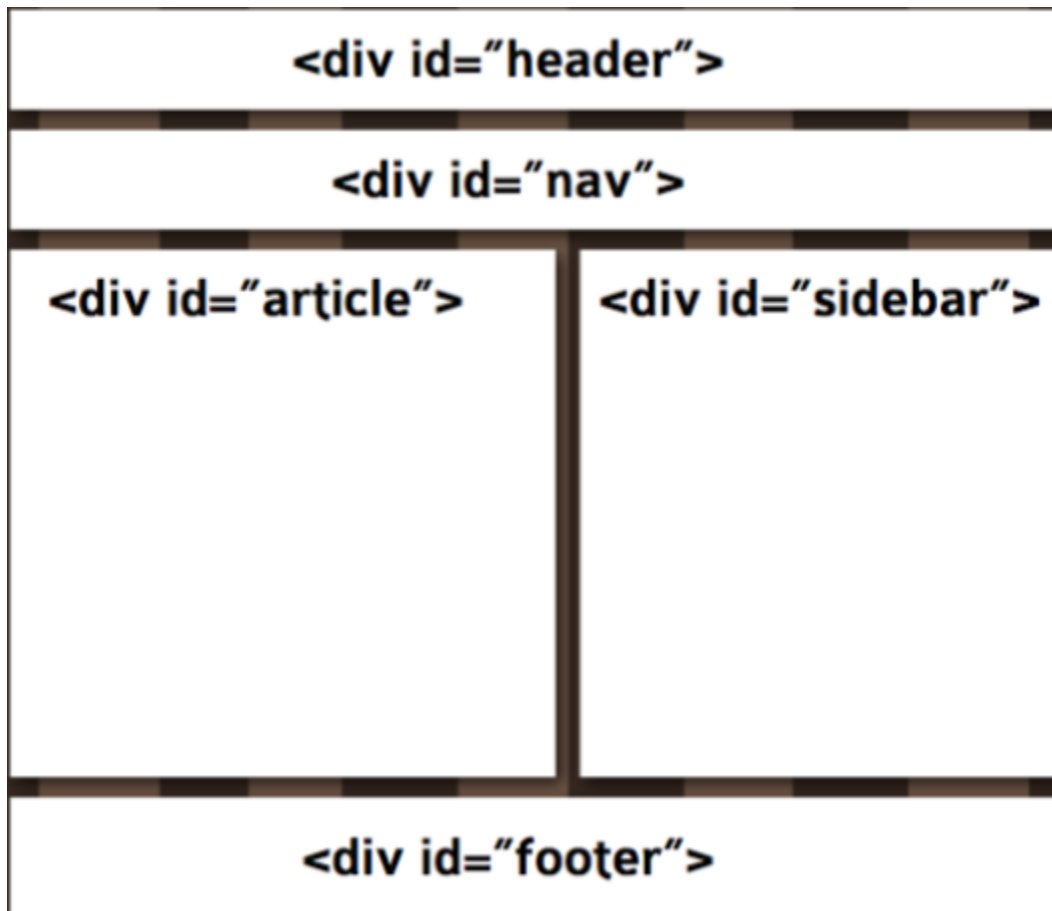 <div id="header">
<div id="nav">
<div id="article">
<div id="sidebar">
<div id="footer">